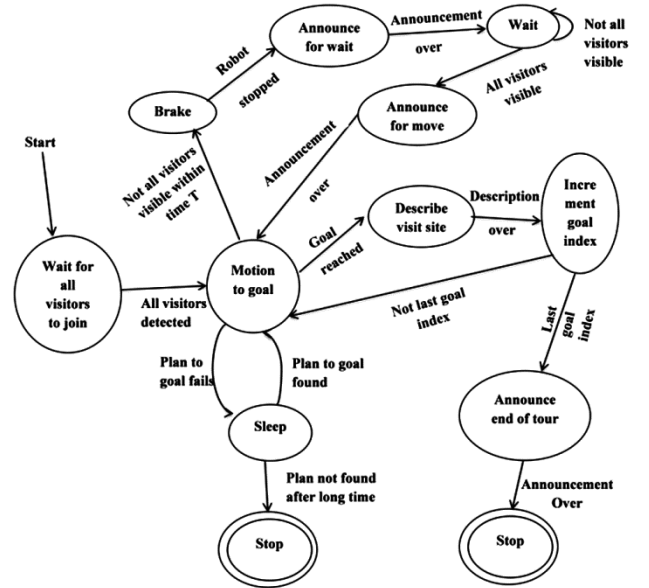 Announce
for wait
Announcement
over
Wait
Not all
visitors
visible
Robot
stopped
All visitors
visible
Brake
Announce
for move
Start
Not all visitors
visible within
time T
Announcement
over
Describe
visit site
Description
over
Incre
ment
goal
index
Wait for
all
visitors
to join
All visitors
detected
Motion
to goal
Goal
reached
Not last goal
index
Last
goal
index
Plan to
goal fails
Plan to goal
found
Announce
end of tour
Sleep
Plan not found
after long time
Announcement
Over
Stop
Stop